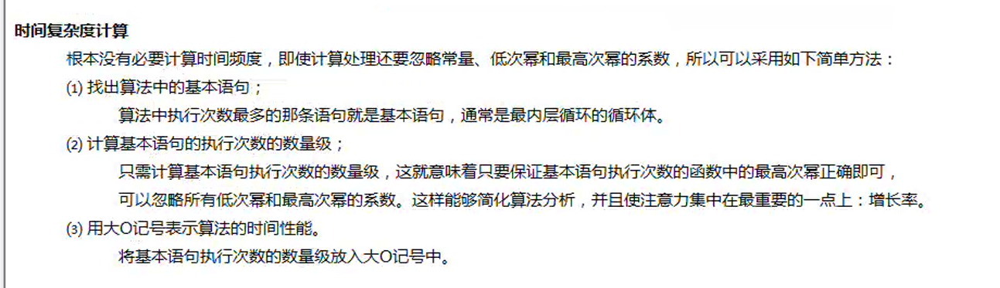 时间复杂度计算
根本没有必要计算时间频度，即使计算处理还要忽略常量、低次幂和最高次幂的系数，所以可以采用如下简单方法：
(1) 找出算法中的基本语句；
算法中执行次数最多的那条语句就是基本语句，通常是最内层循环的循环体。
(2) 计算基本语句的执行次数的数量级；
只需计算基本语句执行次数的数量级，这就意味着只要保证基本语句执行次数的函数中的最高次幂正确即可，
可以忽略所有低次幂和最高次幂的系数。这样能够简化算法分析，并且使注意力集中在最重要的一点上：增长率。
(3) 用大O记号表示算法的时间性能。
将基本语句执行次数的数量级放入大O记号中。